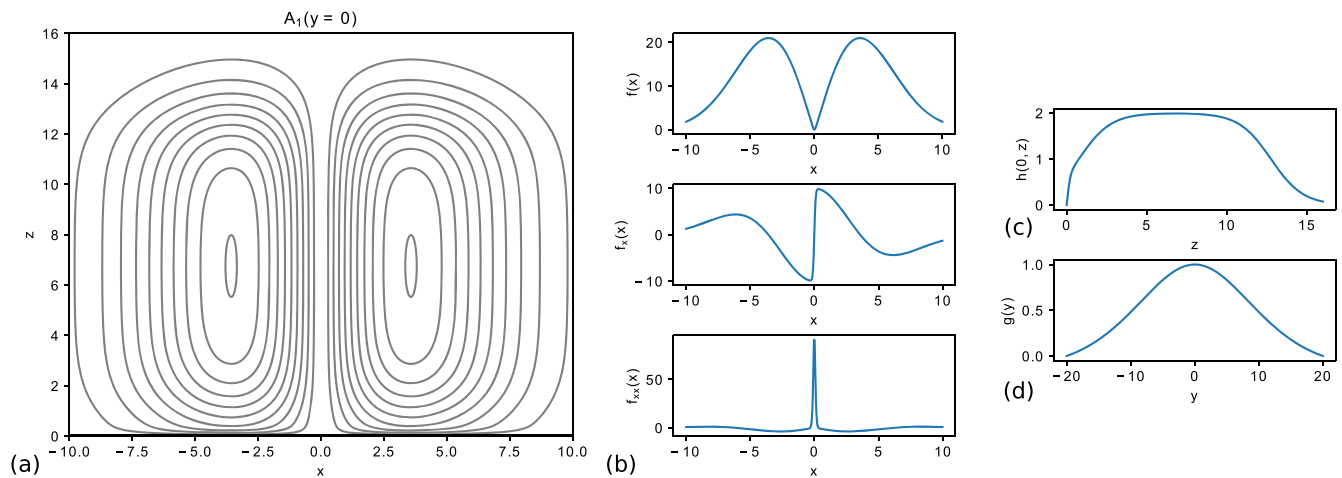 A₁(y = 0)
16
14
12
10
8
6
4
2
0
z
−10.0 −7.5 −5.0 −2.5 0.0 2.5 5.0 7.5 10.0
x
(a)
20
10
0
f(x)
−10 −5 0 5 10
x
10
0
−10
fₓ(x)
−10 −5 0 5 10
x
50
0
fₓₓ(x)
−10 −5 0 5 10
x
(b)
2
1
0
h(0, z)
0 5 10 15
z
(c)
1.0
0.5
0.0
g(y)
−20 −10 0 10 20
y
(d)